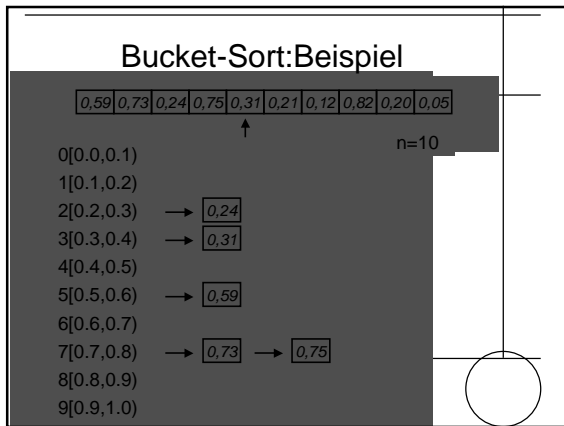 Bucket-Sort:Beispiel
0,59 0,73 0,24 0,75 0,31 0,21 0,12 0,82 0,20 0,05
n=10
0[0.0,0.1)
1[0.1,0.2)
2[0.2,0.3) 0,24
3[0.3,0.4) 0,31
4[0.4,0.5)
5[0.5,0.6) 0,59
6[0.6,0.7)
7[0.7,0.8) 0,73 0,75
8[0.8,0.9)
9[0.9,1.0)